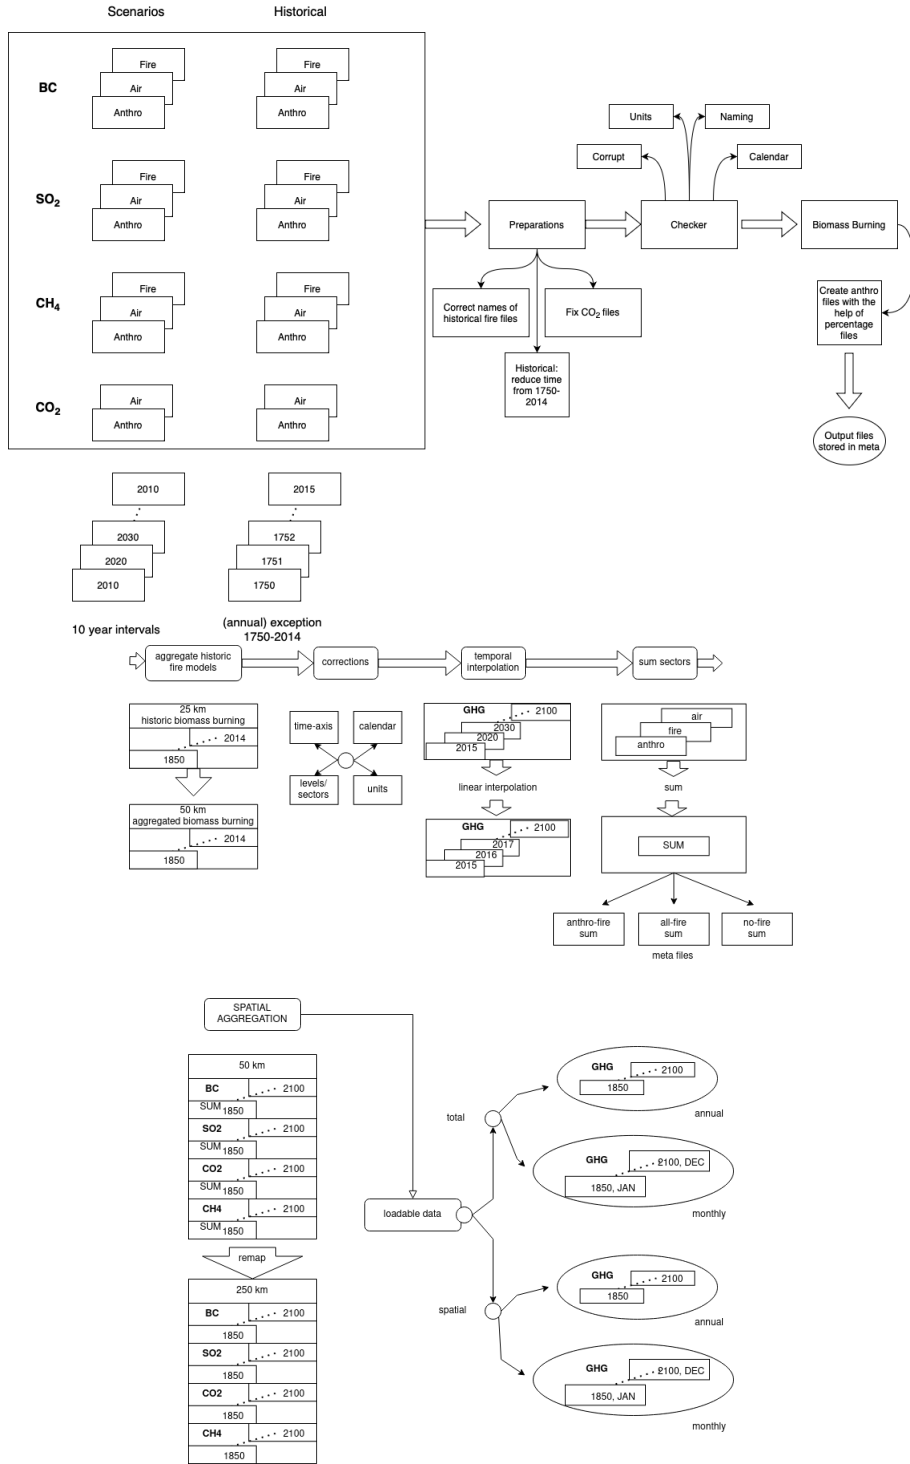 Scenarios
Historical
BC
Fire
Air
Anthro
Fire
Air
Anthro
SO2
Fire
Air
Anthro
Fire
Air
Anthro
CH4
Fire
Air
Anthro
Fire
Air
Anthro
CO2
Air
Anthro
Air
Anthro
Units
Naming
Corrupt
Calendar
Preparations
Checker
Biomass Burning
Correct names of
historical fire files
Fix CO2 files
Historical:
reduce time
from 1750-
2014
Create anthro
files with the
help of
percentage
files
Output files
stored in meta
2010
2030
2020
2010
2015
1752
1751
1750
10 year intervals
(annual) exception
1750-2014
aggregate historic
fire models
corrections
temporal
interpolation
sum sectors
25 km
historic biomass burning
2014
1850
50 km
aggregated biomass burning
2014
1850
time-axis
calendar
levels/
sectors
units
GHG
2100
2030
2020
2015
linear interpolation
GHG
2100
2017
2016
2015
air
fire
anthro
sum
SUM
anthro-fire
sum
all-fire
sum
no-fire
sum
meta files
SPATIAL
AGGREGATION
50 km
BC
2100
SUM 1850
SO2
2100
SUM 1850
CO2
2100
SUM 1850
CH4
2100
SUM 1850
remap
250 km
BC
2100
1850
SO2
2100
1850
CO2
2100
1850
CH4
2100
1850
loadable data
total
spatial
GHG
2100
1850
annual
GHG
2100, DEC
1850, JAN
monthly
GHG
2100
1850
annual
GHG
2100, DEC
1850, JAN
monthly